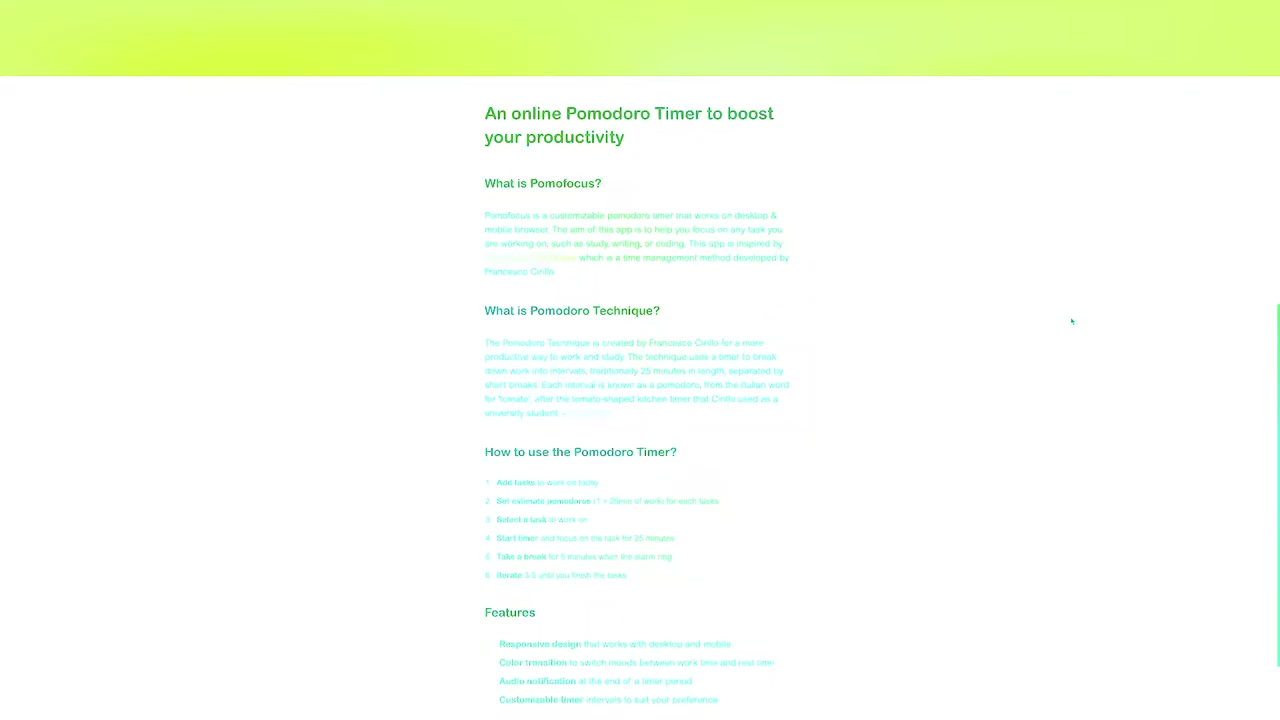 An online Pomodoro Timer to boost
your productivity
What is Pomofocus?
Pomofocus is a customizable pomodoro timer that works on desktop &
mobile browser. The aim of this app is to help you focus on any task you
are working on, such as study, writing, or coding. This app is inspired by
which is a time management method developed by
Francesco Cirillo.
What is Pomodoro Technique?
The Pomodoro Technique is created by Francesco Cirillo for a more
productive way to work and study. The technique uses a timer to break
down work into intervals, traditionally 25 minutes in length, separated by
short breaks. Each interval is known as a pomodoro, from the Italian word
for 'tomato', after the tomato-shaped kitchen timer that Cirillo used as a
university student.
How to use the Pomodoro Timer?
1. Add tasks to work on today
2. Set estimate pomodoros (1 = 25min of work) for each tasks
3. Select a task to work on
4. Start timer and focus on the task for 25 minutes
5. Take a break for 5 minutes when the alarm ring
6. Iterate 3-5 until you finish the tasks
Features
Responsive design that works with desktop and mobile
Color transition to switch moods between work time and rest time
Audio notification at the end of a timer period
Customizable timer intervals to suit your preference